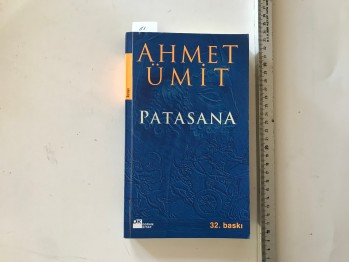 AHMET
ÜMİT
PATASANA
32. baskı